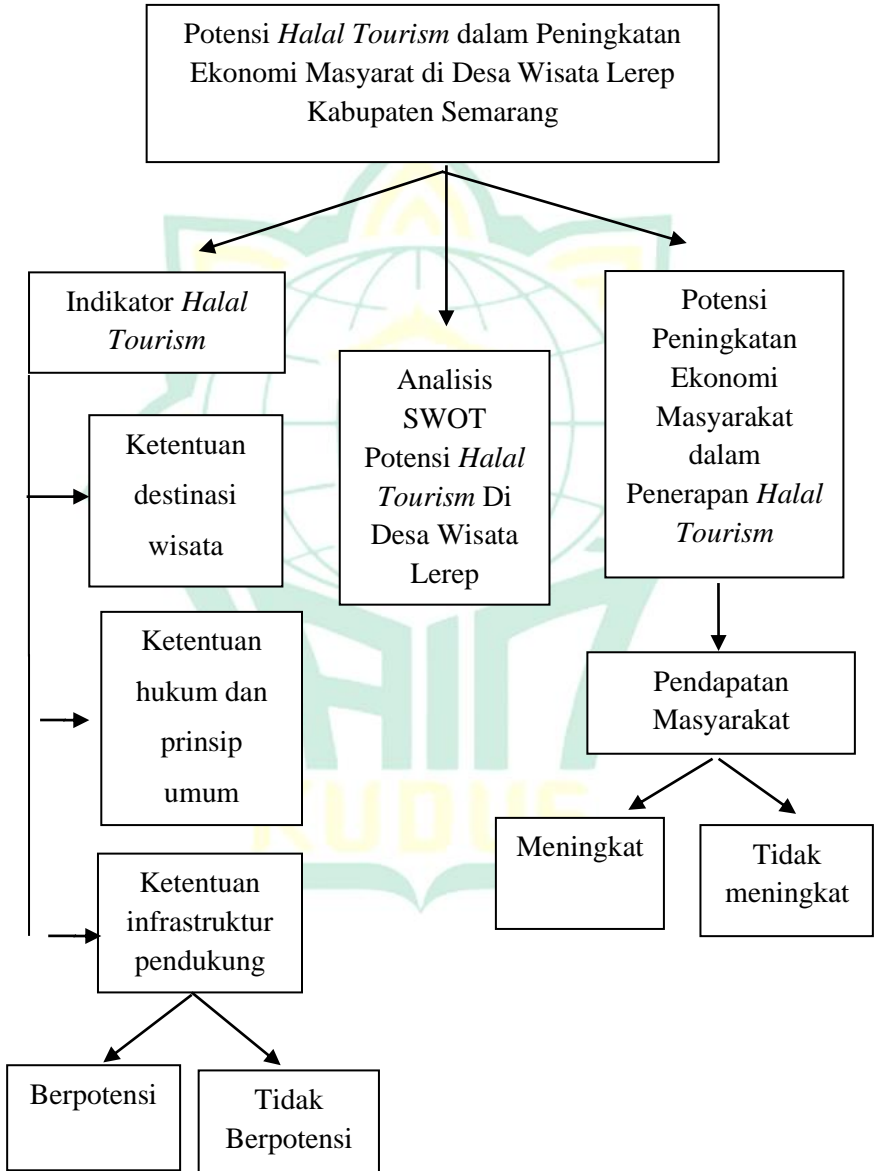 Potensi Halal Tourism dalam Peningkatan
Ekonomi Masyarat di Desa Wisata Lerep
Kabupaten Semarang
Indikator Halal
Tourism
Ketentuan
destinasi
wisata
Ketentuan
hukum dan
prinsip
umum
Ketentuan
infrastruktur
pendukung
Berpotensi
Tidak
Berpotensi
Analisis
SWOT
Potensi Halal
Tourism Di
Desa Wisata
Lerep
Potensi
Peningkatan
Ekonomi
Masyarakat
dalam
Penerapan Halal
Tourism
Pendapatan
Masyarakat
Meningkat
Tidak
meningkat
KUDUS